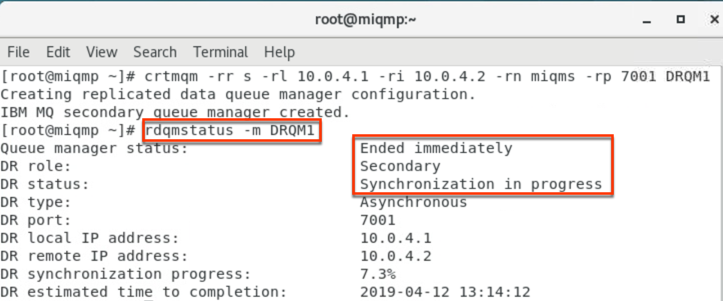 root@miqmp:~
File Edit View Search Terminal Help
[root@miqmp ~]# crtmqm -rr s -rl 10.0.4.1 -ri 10.0.4.2 -rn miqms -rp 7001 DRQM1
Creating replicated data queue manager configuration.
IBM MQ secondary queue manager created.
[root@miqmp ~]# rdqmstatus -m DRQM1
Queue manager status: Ended immediately
DR role: Secondary
DR status: Synchronization in progress
DR type: Asynchronous
DR port: 7001
DR local IP address: 10.0.4.1
DR remote IP address: 10.0.4.2
DR synchronization progress: 7.3%
DR estimated time to completion: 2019-04-12 13:14:12